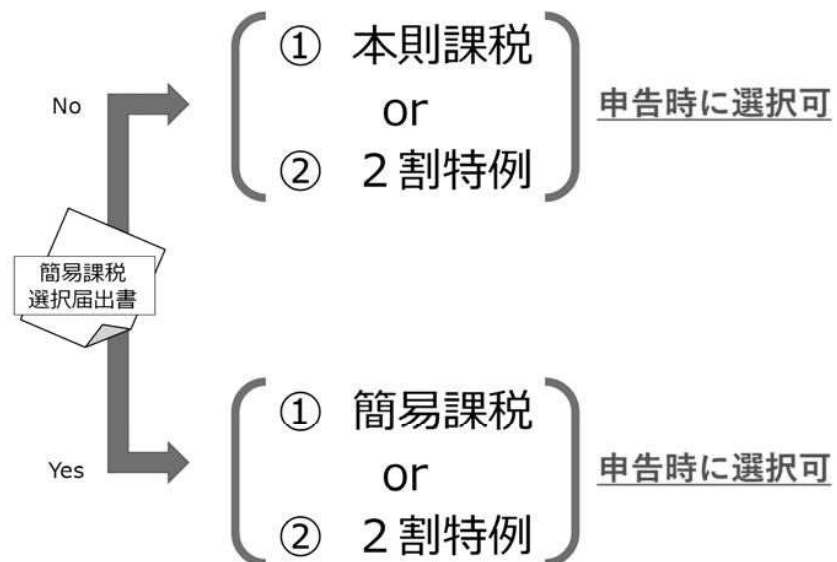 No
① 本則課税
or
② 2割特例
申告時に選択可
簡易課税
選択届出書
Yes
① 簡易課税
or
② 2割特例
申告時に選択可